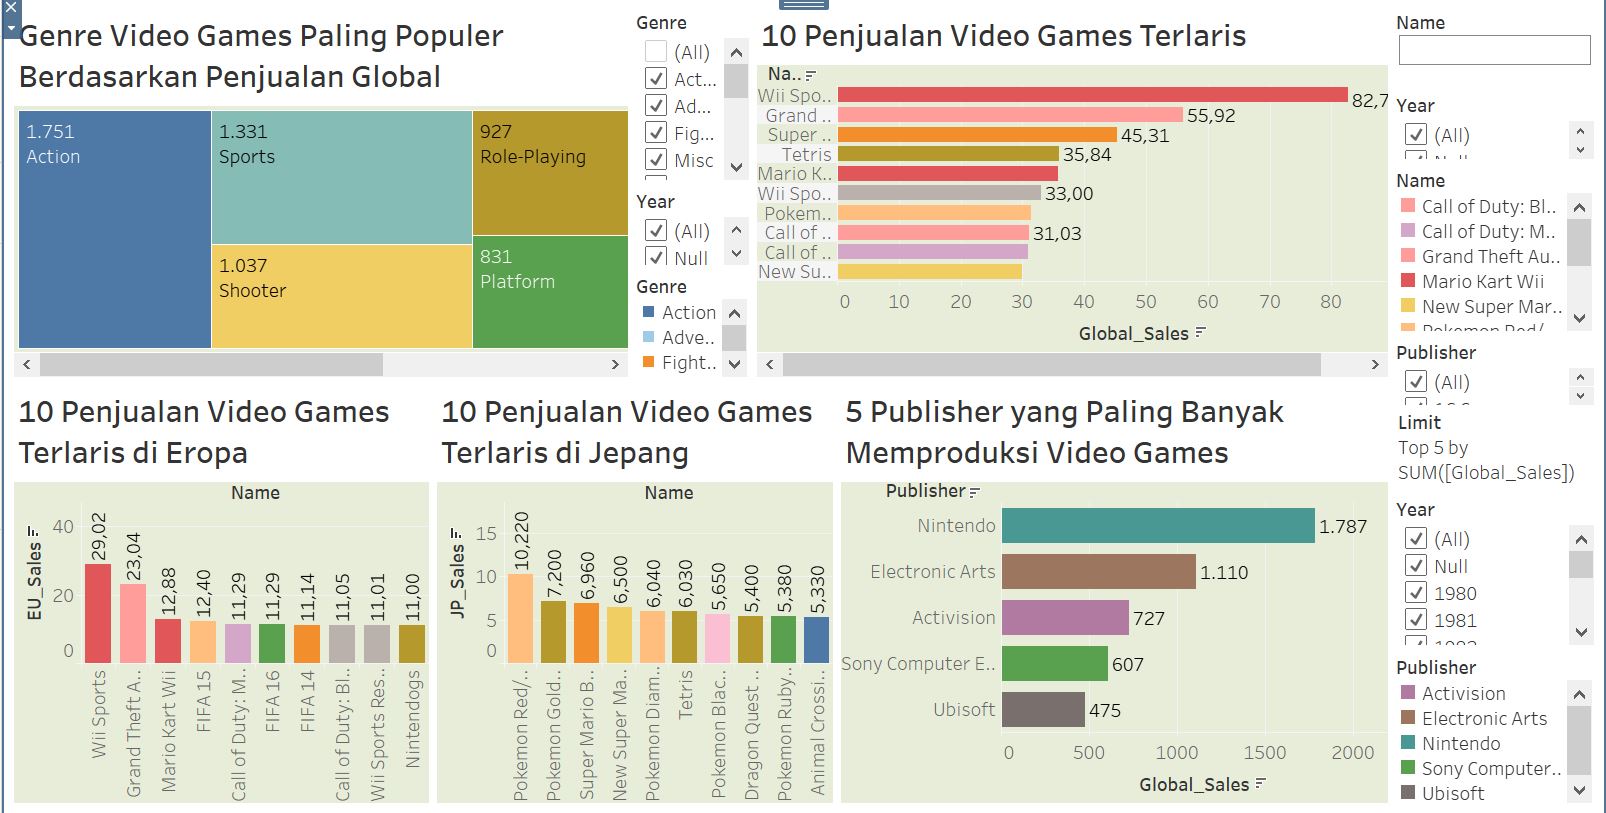 Genre Video Games Paling Populer
Berdasarkan Penjualan Global
1.751
Action
1.331
Sports
1.037
Shooter
927
Role-Playing
831
Platform
Genre
(All)
Act...
Ad...
Fig...
Misc
Year
(All)
Null
Genre
Action
Adve..
Fight..
10 Penjualan Video Games Terlaris
Na..
Wii Spo.. 82,7
Grand .. 55,92
Super .. 45,31
Tetris 35,84
Mario K..
Wii Spo.. 33,00
Pokem..
Call of .. 31,03
Call of ..
New Su..
0 10 20 30 40 50 60 70 80
Global_Sales
Name
Year
(All)
Name
Call of Duty: Bl..
Call of Duty: M..
Grand Theft Au..
Mario Kart Wii
New Super Mar..
Pokemon Red/
Publisher
(All)
Limit
Top 5 by
SUM([Global_Sales])
Year
(All)
Null
1980
1981
Publisher
Activision
Electronic Arts
Nintendo
Sony Computer..
Ubisoft
10 Penjualan Video Games
Terlaris di Eropa
Name
EU_Sales
40
20
0
29,02
23,04
12,88
12,40
11,29
11,29
11,14
11,05
11,01
11,00
Wii Sports
Grand Theft A..
Mario Kart Wii
FIFA 15
Call of Duty: M..
FIFA 16
FIFA 14
Call of Duty: Bl..
Wii Sports Res..
Nintendogs
10 Penjualan Video Games
Terlaris di Jepang
Name
JP_Sales
15
10
5
0
10,220
7,200
6,960
6,500
6,040
6,030
5,650
5,400
5,380
5,330
Pokemon Red/..
Pokemon Gold..
Super Mario B..
New Super Ma..
Pokemon Diam..
Tetris
Pokemon Blac..
Dragon Quest ..
Pokemon Ruby..
Animal Crossi..
5 Publisher yang Paling Banyak
Memproduksi Video Games
Publisher
Nintendo 1.787
Electronic Arts 1.110
Activision 727
Sony Computer E.. 607
Ubisoft 475
0 500 1000 1500 2000
Global_Sales